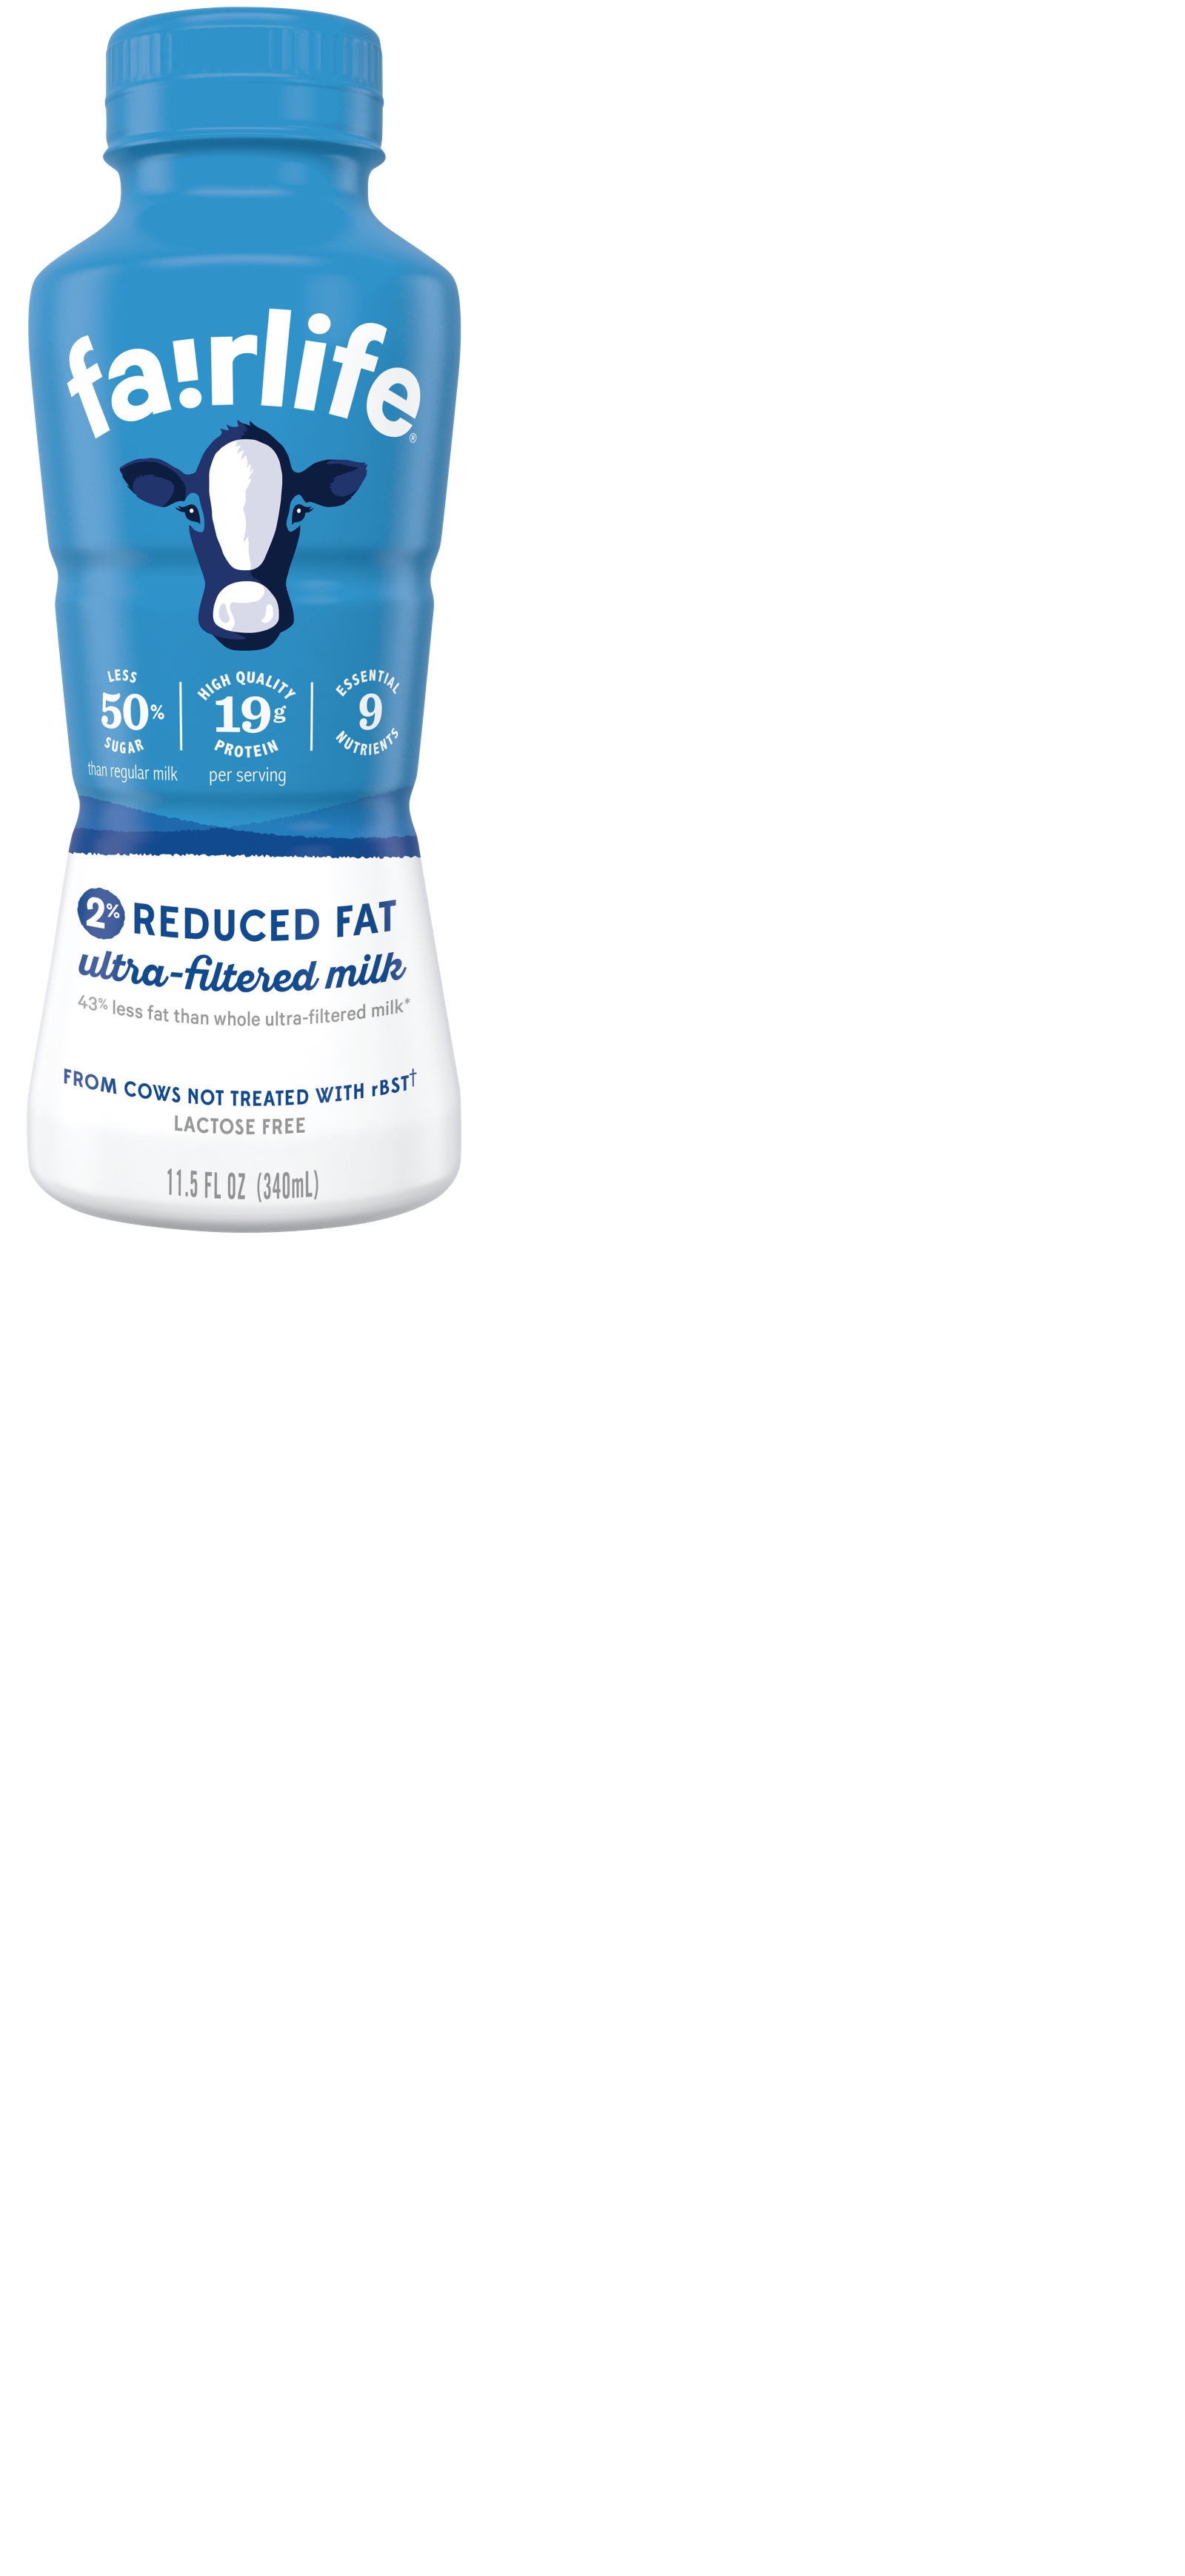 fa!rlife®
LESS
50%
SUGAR
than regular milk
HIGH QUALITY
19g
PROTEIN
per serving
ESSENTIAL
9
NUTRIENTS
2% REDUCED FAT
ultra-filtered milk
43% less fat than whole ultra-filtered milk*
FROM COWS NOT TREATED WITH rBST†
LACTOSE FREE
11.5 FL OZ (340mL)